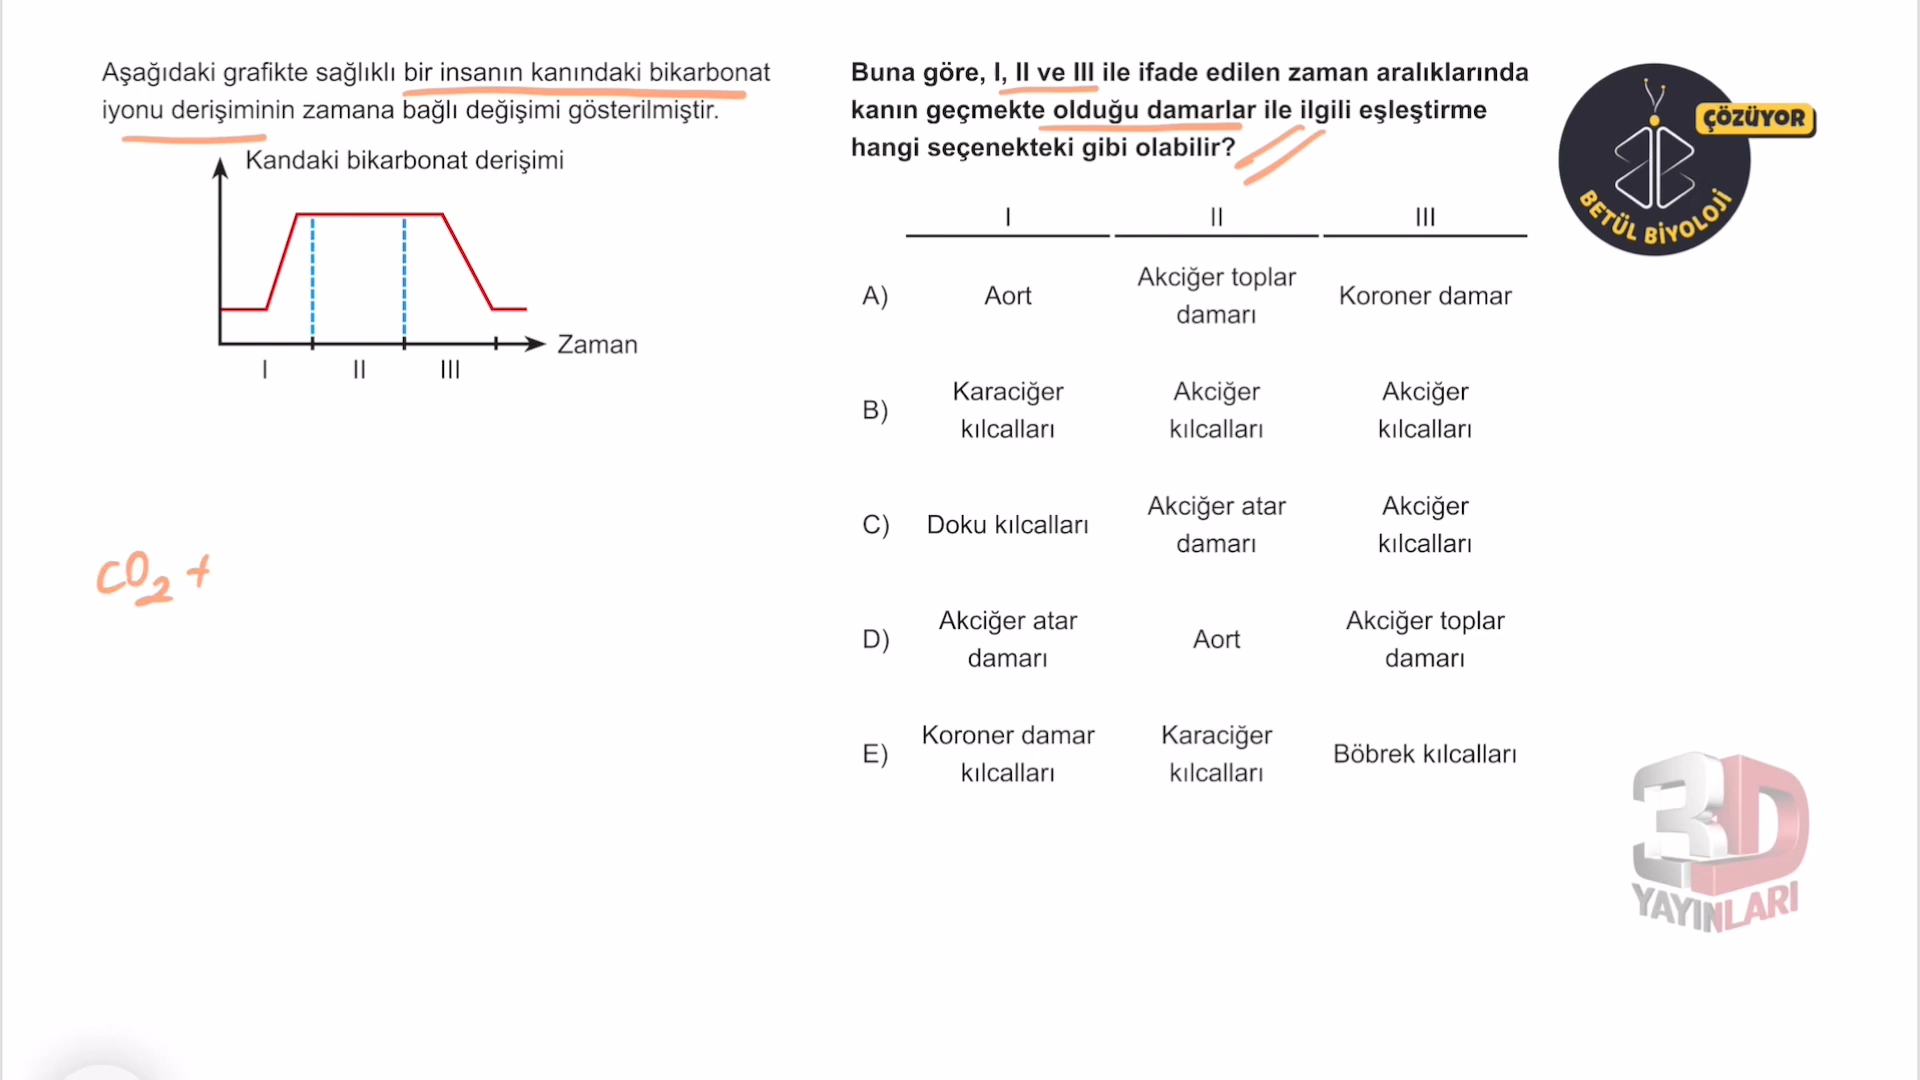 Aşağıdaki grafikte sağlıklı bir insanın kanındaki bikarbonat
iyonu derişiminin zamana bağlı değişimi gösterilmiştir.
Kandaki bikarbonat derişimi
Zaman
I II III
CO2 +
Buna göre, I, II ve III ile ifade edilen zaman aralıklarında
kanın geçmekte olduğu damarlar ile ilgili eşleştirme
hangi seçenekteki gibi olabilir?
I II III
A) Aort Akciğer toplar damarı Koroner damar
B) Karaciğer kılcalları Akciğer kılcalları Akciğer kılcalları
C) Doku kılcalları Akciğer atar damarı Akciğer kılcalları
D) Akciğer atar damarı Aort Akciğer toplar damarı
E) Koroner damar kılcalları Karaciğer kılcalları Böbrek kılcalları
ÇÖZÜYOR
BETÜL BİYOLOJİ
3D
YAYINLARI